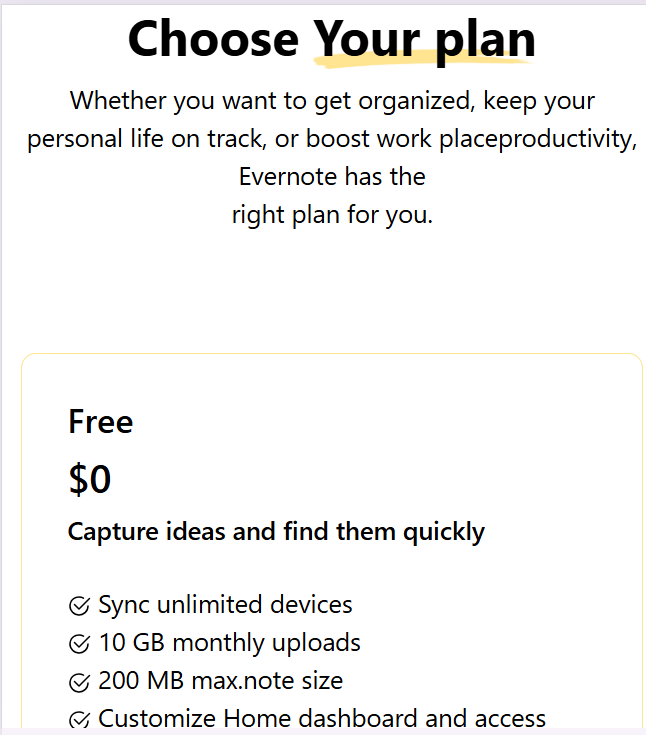 Choose Your plan
Whether you want to get organized, keep your
personal life on track, or boost work placeproductivity,
Evernote has the
right plan for you.
Free
$0
Capture ideas and find them quickly
Sync unlimited devices
10 GB monthly uploads
200 MB max.note size
Customize Home dashboard and access